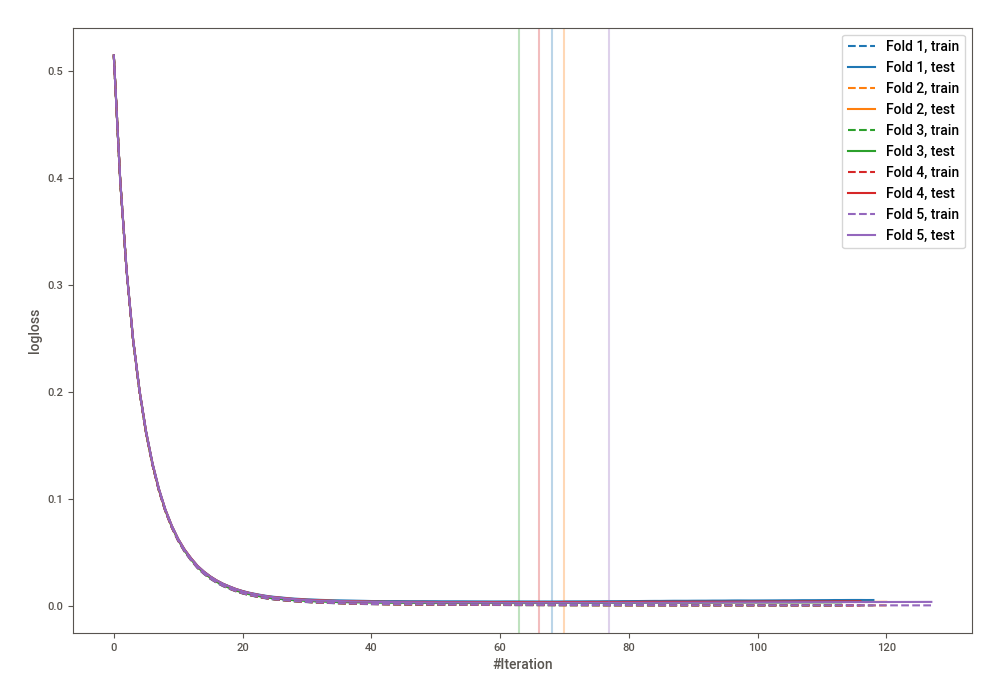 Fold 1, train
Fold 1, test
Fold 2, train
Fold 2, test
Fold 3, train
Fold 3, test
Fold 4, train
Fold 4, test
Fold 5, train
Fold 5, test
0.5
0.4
0.3
0.2
0.1
0.0
logloss
0 20 40 60 80 100 120
#Iteration